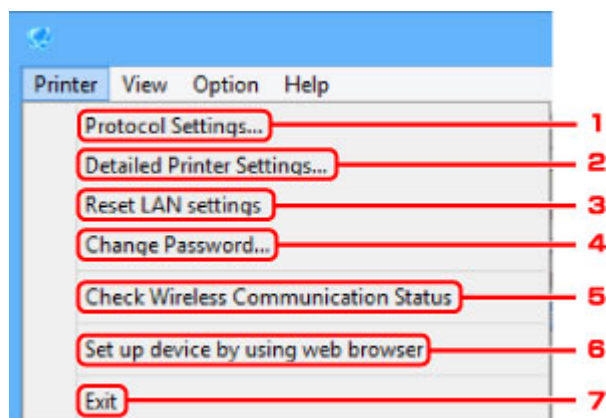 Printer View Option Help
Protocol Settings... 1
Detailed Printer Settings... 2
Reset LAN settings 3
Change Password... 4
Check Wireless Communication Status 5
Set up device by using web browser 6
Exit 7